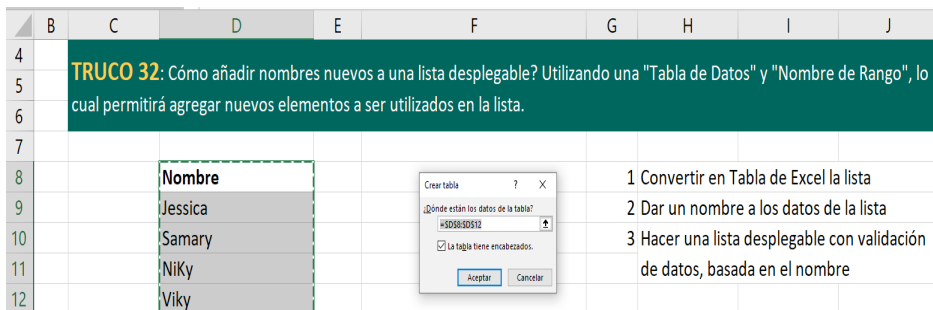 B C D E F G H I J
4
TRUCO 32: Cómo añadir nombres nuevos a una lista desplegable? Utilizando una "Tabla de Datos" y "Nombre de Rango", lo
5
cual permitirá agregar nuevos elementos a ser utilizados en la lista.
6
7
8 Nombre
9 Jessica
10 Samary
11 NiKy
12 Viky
Crear tabla ? X
¿Dónde están los datos de la tabla?
=$D$8:$D$12
La tabla tiene encabezados.
Aceptar Cancelar
1 Convertir en Tabla de Excel la lista
2 Dar un nombre a los datos de la lista
3 Hacer una lista desplegable con validación
de datos, basada en el nombre